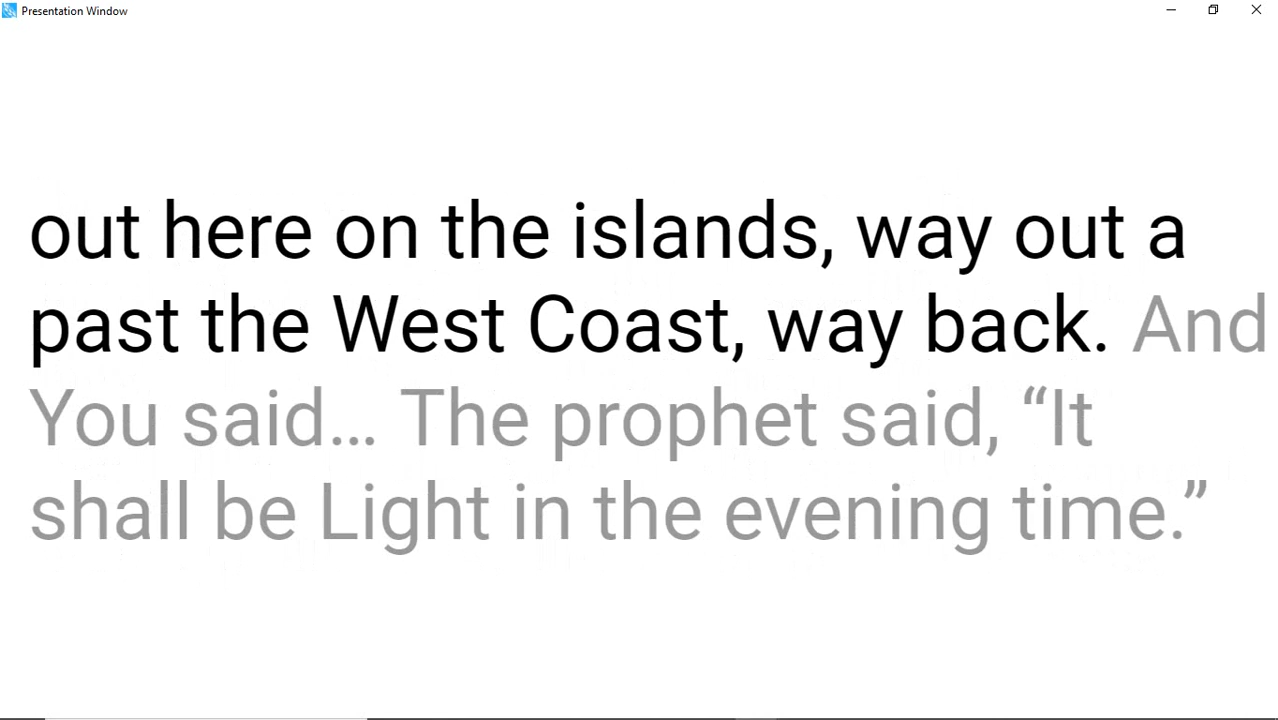 Presentation Window
out here on the islands, way out a
past the West Coast, way back. And
You said… The prophet said, “It
shall be Light in the evening time.”